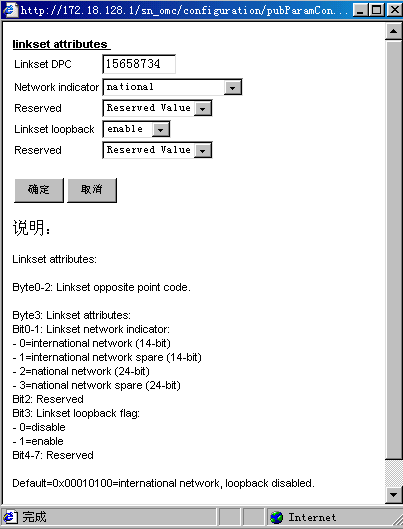 http://172.18.128.1/zn_omc/configuration/pubParamCon...
linkset attributes
Linkset DPC 15658734
Network indicator national
Reserved Reserved Value
Linkset loopback enable
Reserved Reserved Value
确定 取消
说明：
Linkset attributes:
Byte0-2: Linkset opposite point code.
Byte3: Linkset attributes:
Bit0-1: Linkset network indicator:
- 0=international network (14-bit)
- 1=international network spare (14-bit)
- 2=national network (24-bit)
- 3=national network spare (24-bit)
Bit2: Reserved
Bit3: Linkset loopback flag:
- 0=disable
- 1=enable
Bit4-7: Reserved
Default=0x00010100=international network, loopback disabled.
完成 Internet